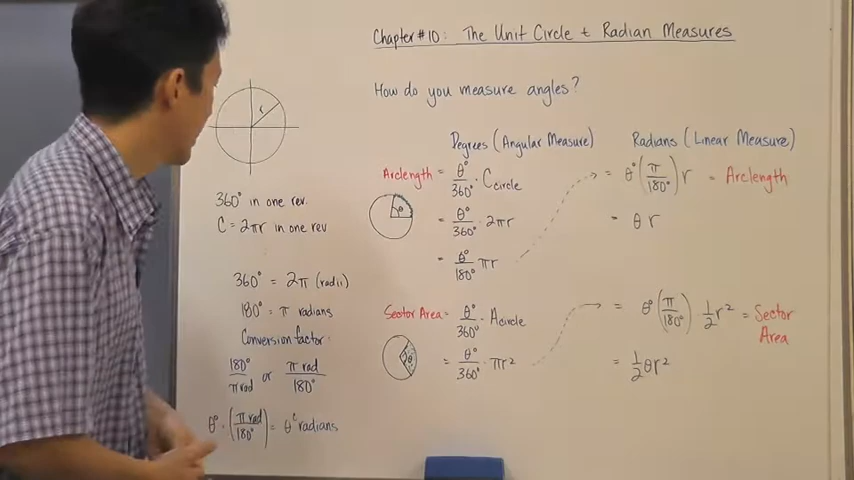 Chapter #10: The Unit Circle & Radian Measures
How do you measure angles?
r
360° in one rev.
C = 2πr in one rev
360° = 2π (radii)
180° = π radians
Conversion factor:
180°/π rad or π rad/180°
θ° · (π rad/180°) = θᶜ radians
Degrees (Angular Measure)
Arclength = θ°/360° · C circle
θ
= θ°/360° · 2πr
= θ°/180° πr
Sector Area = θ°/360° · A circle
θ
= θ°/360° · πr²
Radians (Linear Measure)
= θ°(π/180°)r = Arclength
= θ r
= θ°(π/180°) · 1/2 r² = Sector
Area
= 1/2 θr²